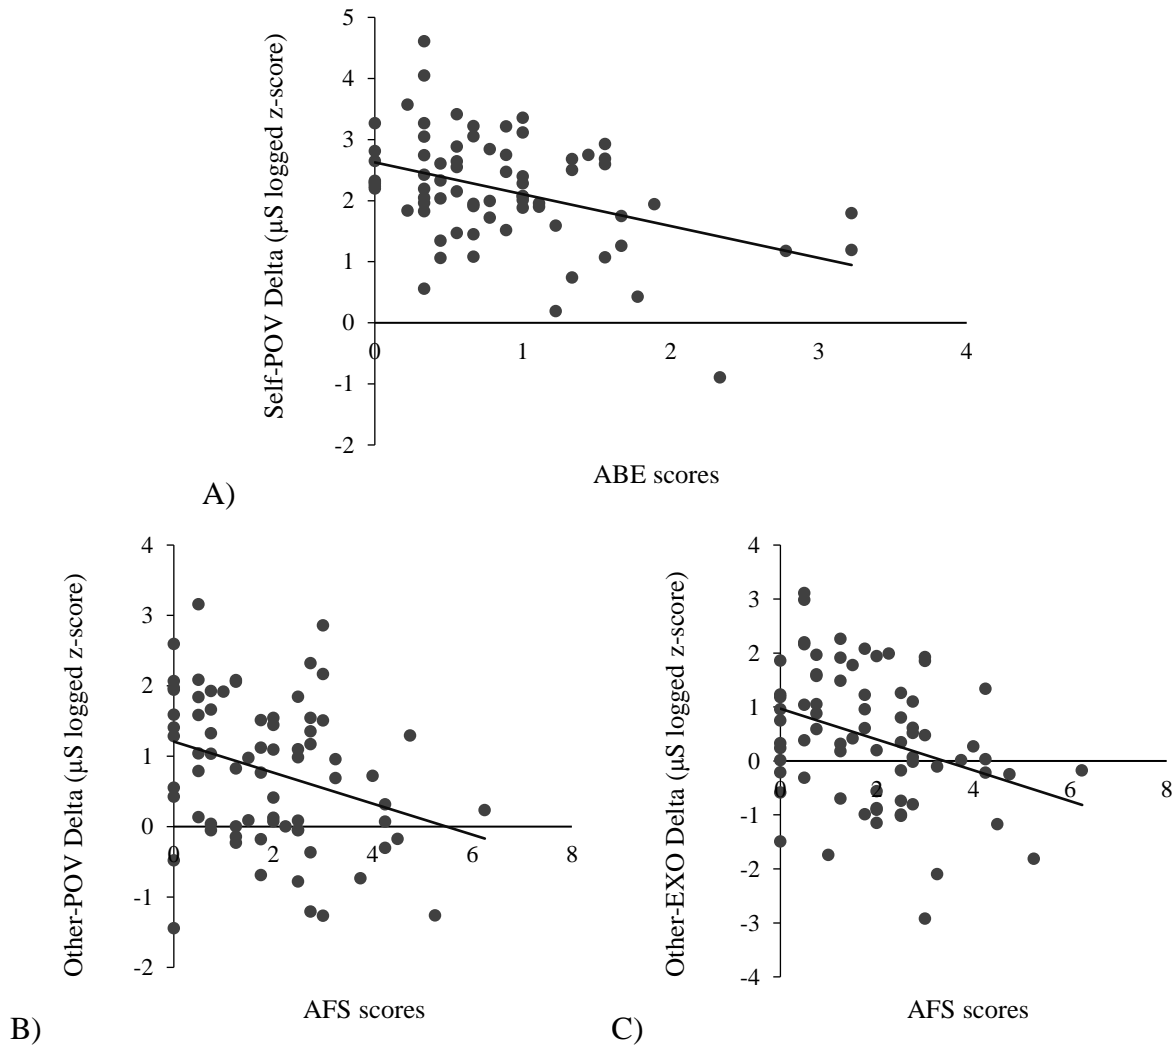 5
4
3
2
1
0
-1
-2
0 1 2 3 4
Self-POV Delta (µS logged z-score)
ABE scores
A)
4
3
2
1
0
-1
-2
0 2 4 6 8
Other-POV Delta (µS logged z-score)
AFS scores
B)
4
3
2
1
0
-1
-2
-3
-4
0 2 4 6 8
Other-EXO Delta (µS logged z-score)
AFS scores
C)